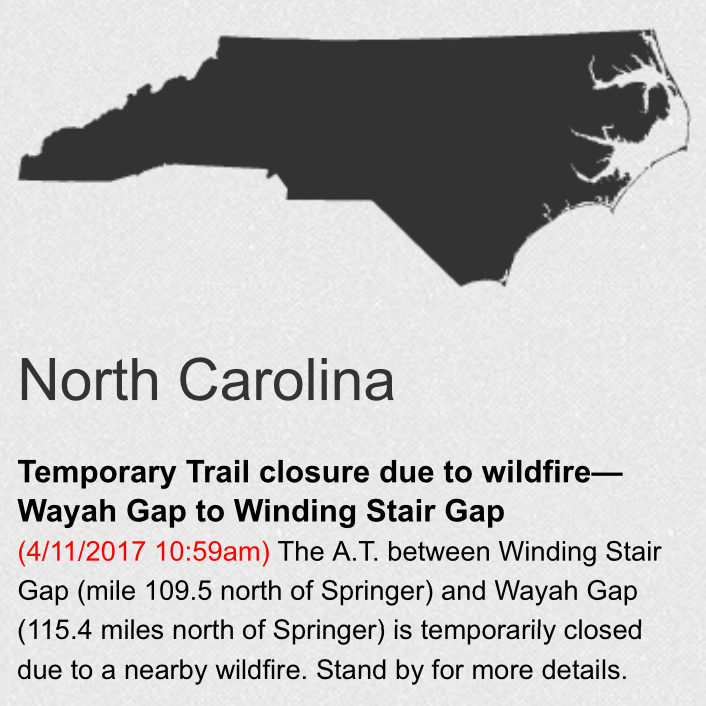 North Carolina
Temporary Trail closure due to wildfire—
Wayah Gap to Winding Stair Gap
(4/11/2017 10:59am) The A.T. between Winding Stair
Gap (mile 109.5 north of Springer) and Wayah Gap
(115.4 miles north of Springer) is temporarily closed
due to a nearby wildfire. Stand by for more details.